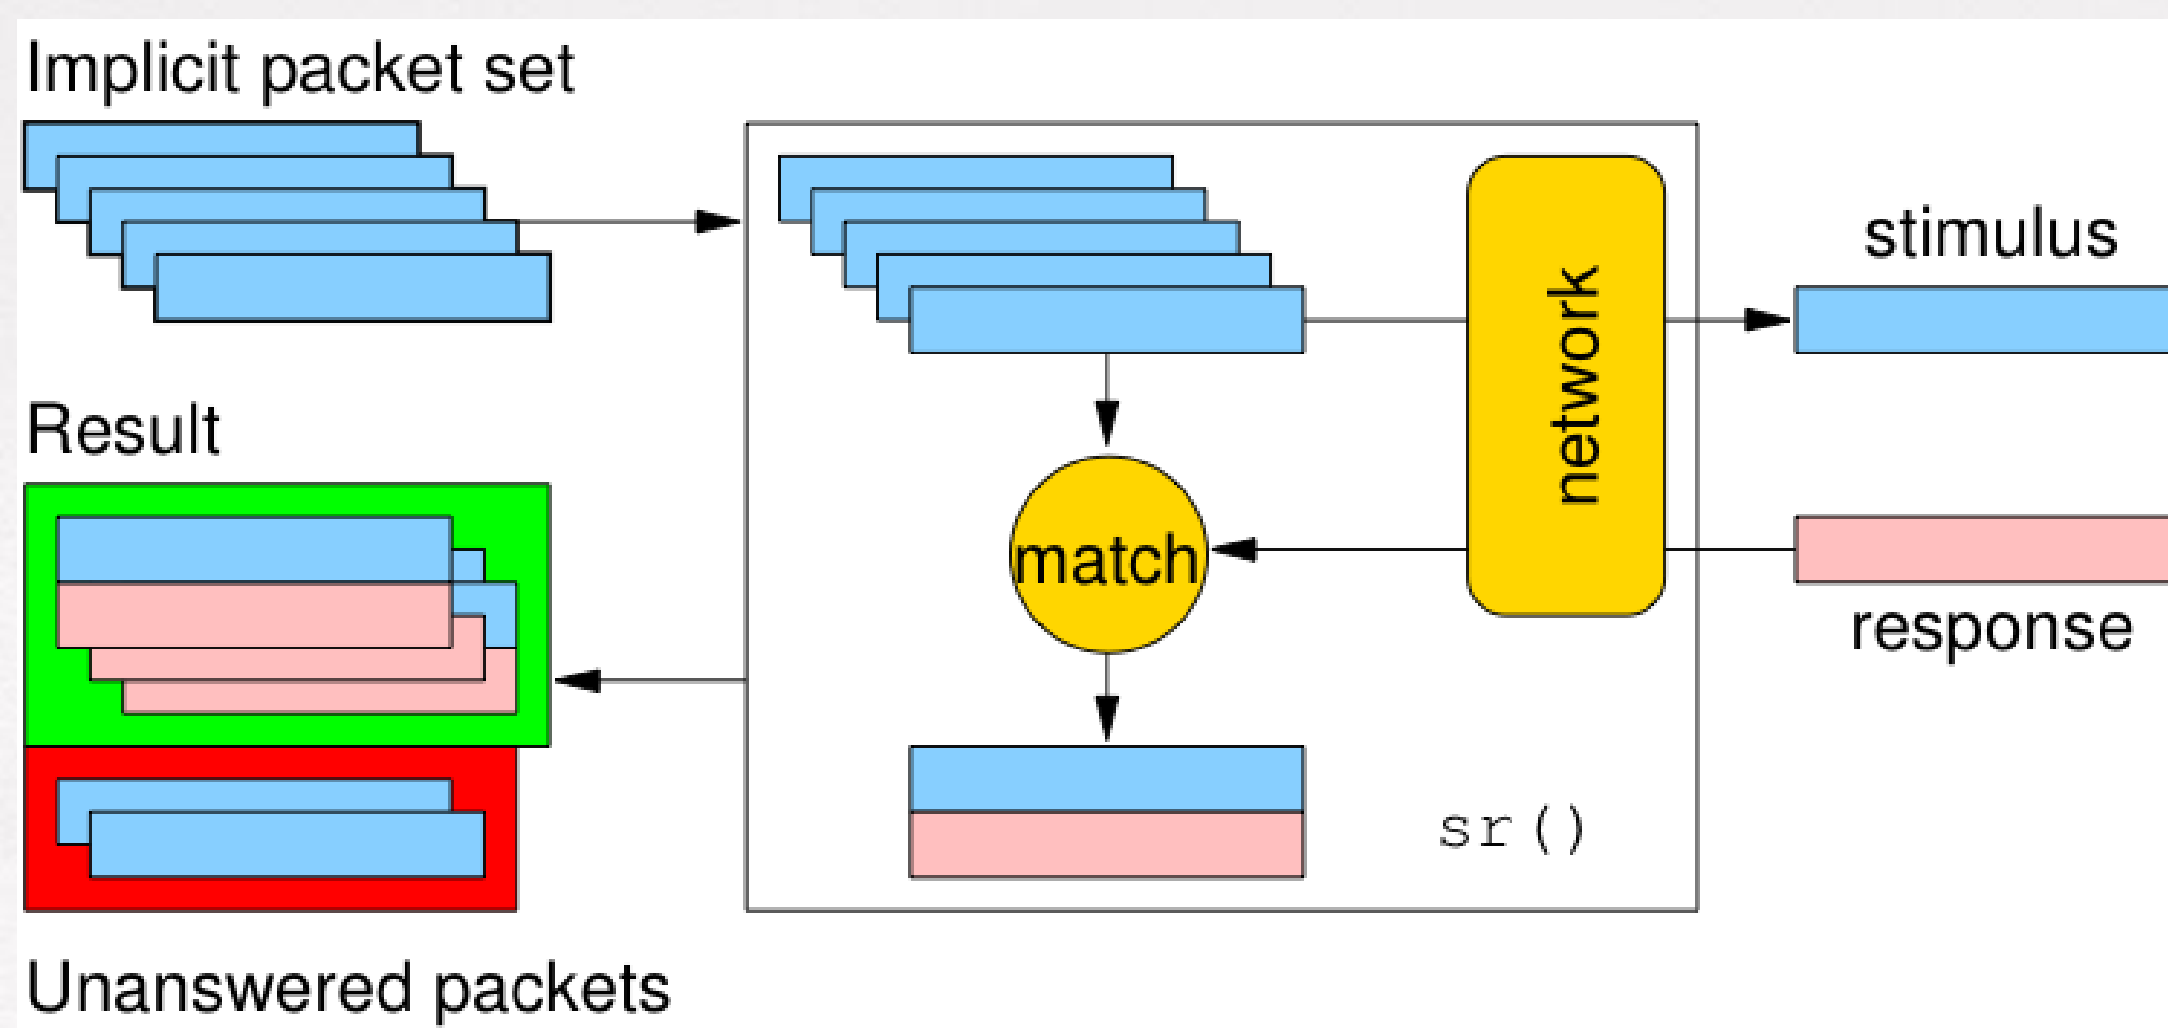 Implicit packet set
stimulus
network
Result
match
response
sr()
Unanswered packets